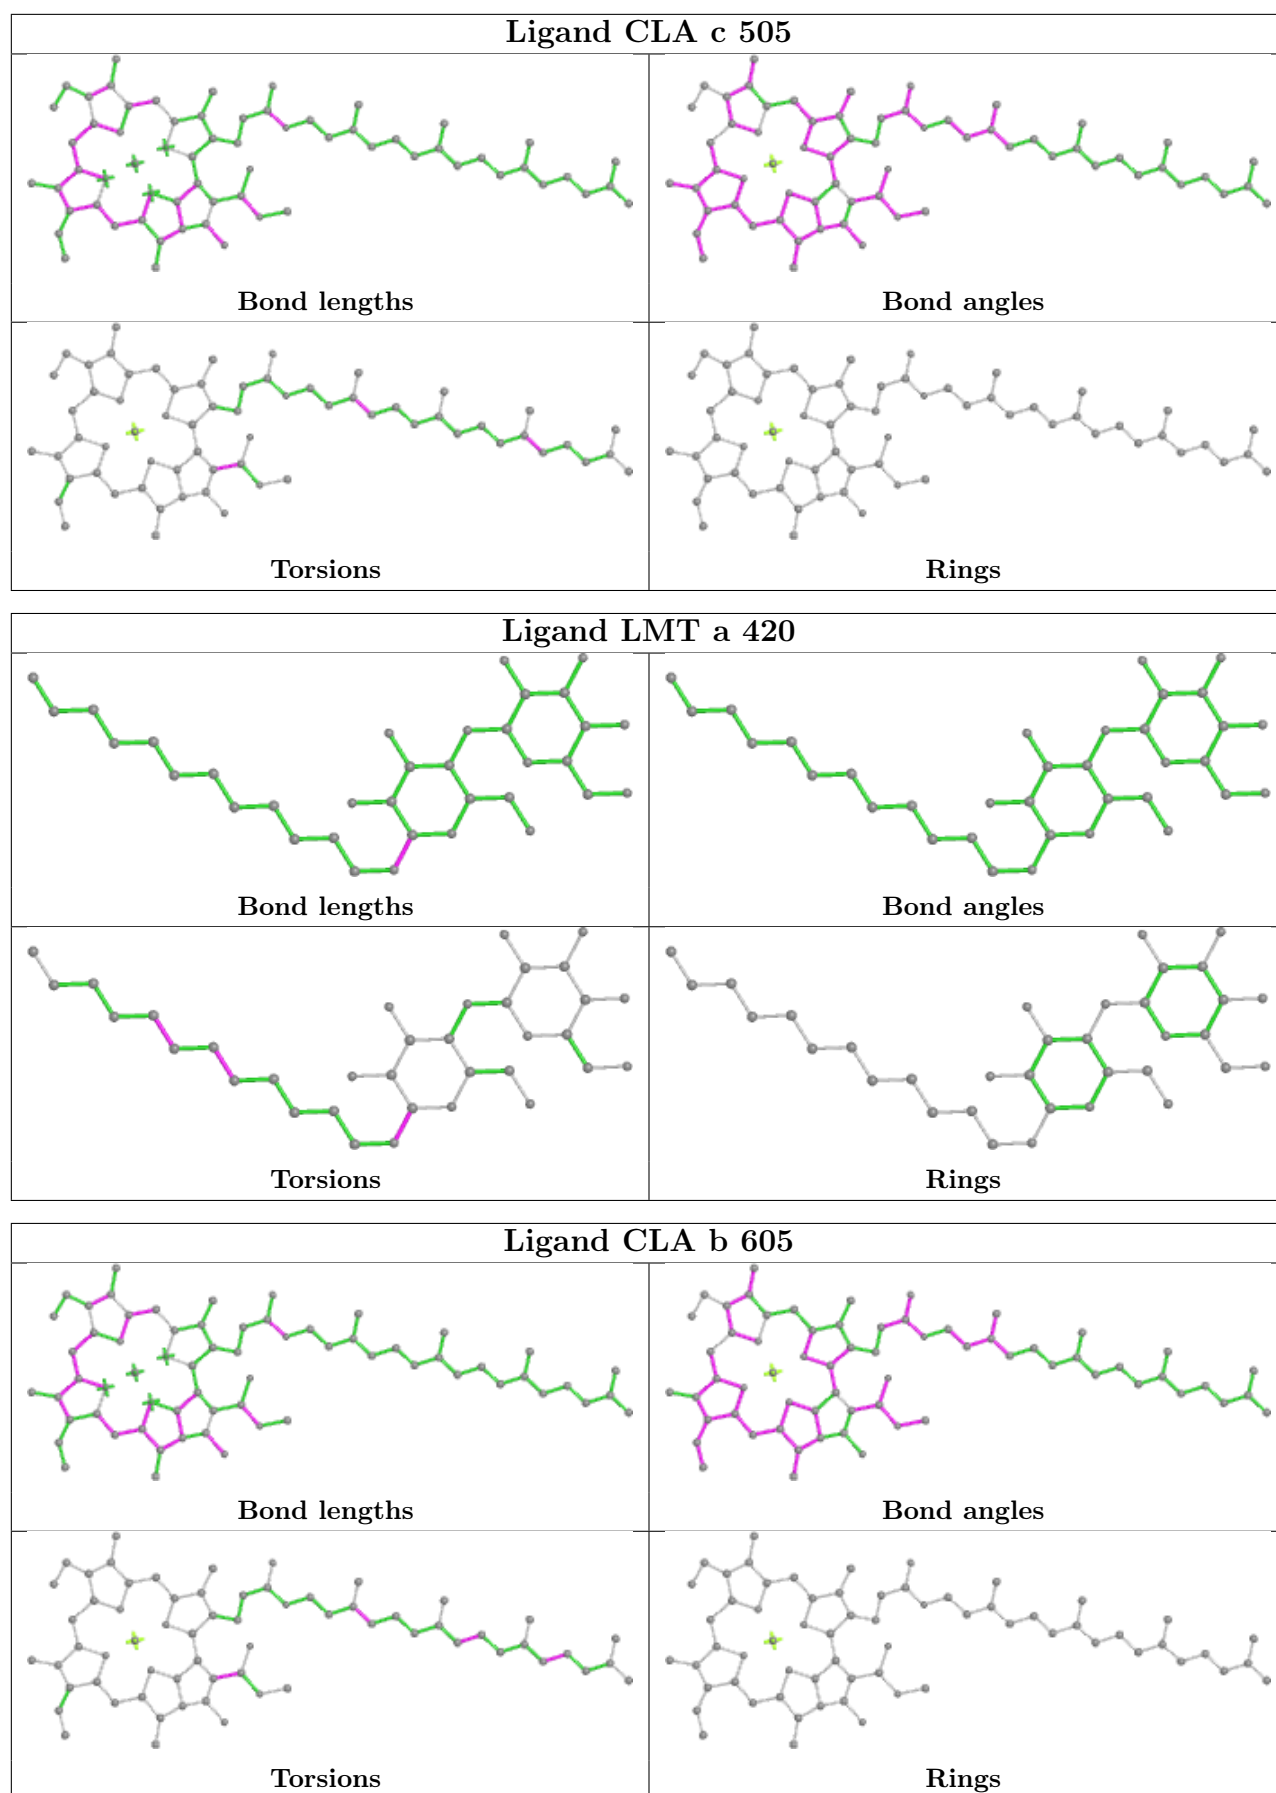 Ligand CLA c 505
Bond lengths
Bond angles
Torsions
Rings
Ligand LMT a 420
Bond lengths
Bond angles
Torsions
Rings
Ligand CLA b 605
Bond lengths
Bond angles
Torsions
Rings